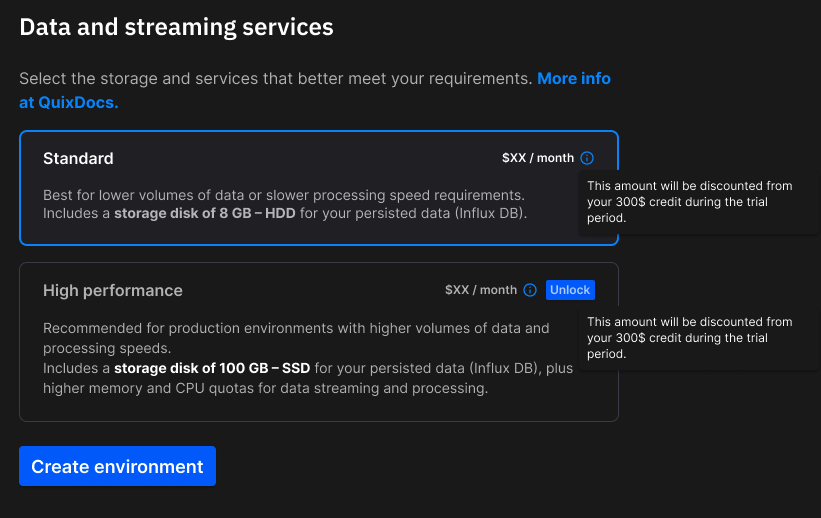 Data and streaming services
Select the storage and services that better meet your requirements. More info
at QuixDocs.
Standard
$XX / month
Best for lower volumes of data or slower processing speed requirements.
Includes a storage disk of 8 GB – HDD for your persisted data (Influx DB).
This amount will be discounted from
your 300$ credit during the trial
period.
High performance
$XX / month
Unlock
Recommended for production environments with higher volumes of data and
processing speeds.
Includes a storage disk of 100 GB – SSD for your persisted data (Influx DB), plus
higher memory and CPU quotas for data streaming and processing.
This amount will be discounted from
your 300$ credit during the trial
period.
Create environment